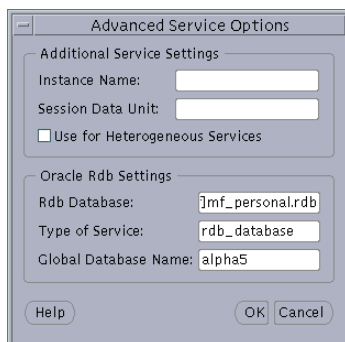 Advanced Service Options
Additional Service Settings
Instance Name:
Session Data Unit:
Use for Heterogeneous Services
Oracle Rdb Settings
Rdb Database: ]mf_personal.rdb
Type of Service: rdb_database
Global Database Name: alpha5
Help OK Cancel